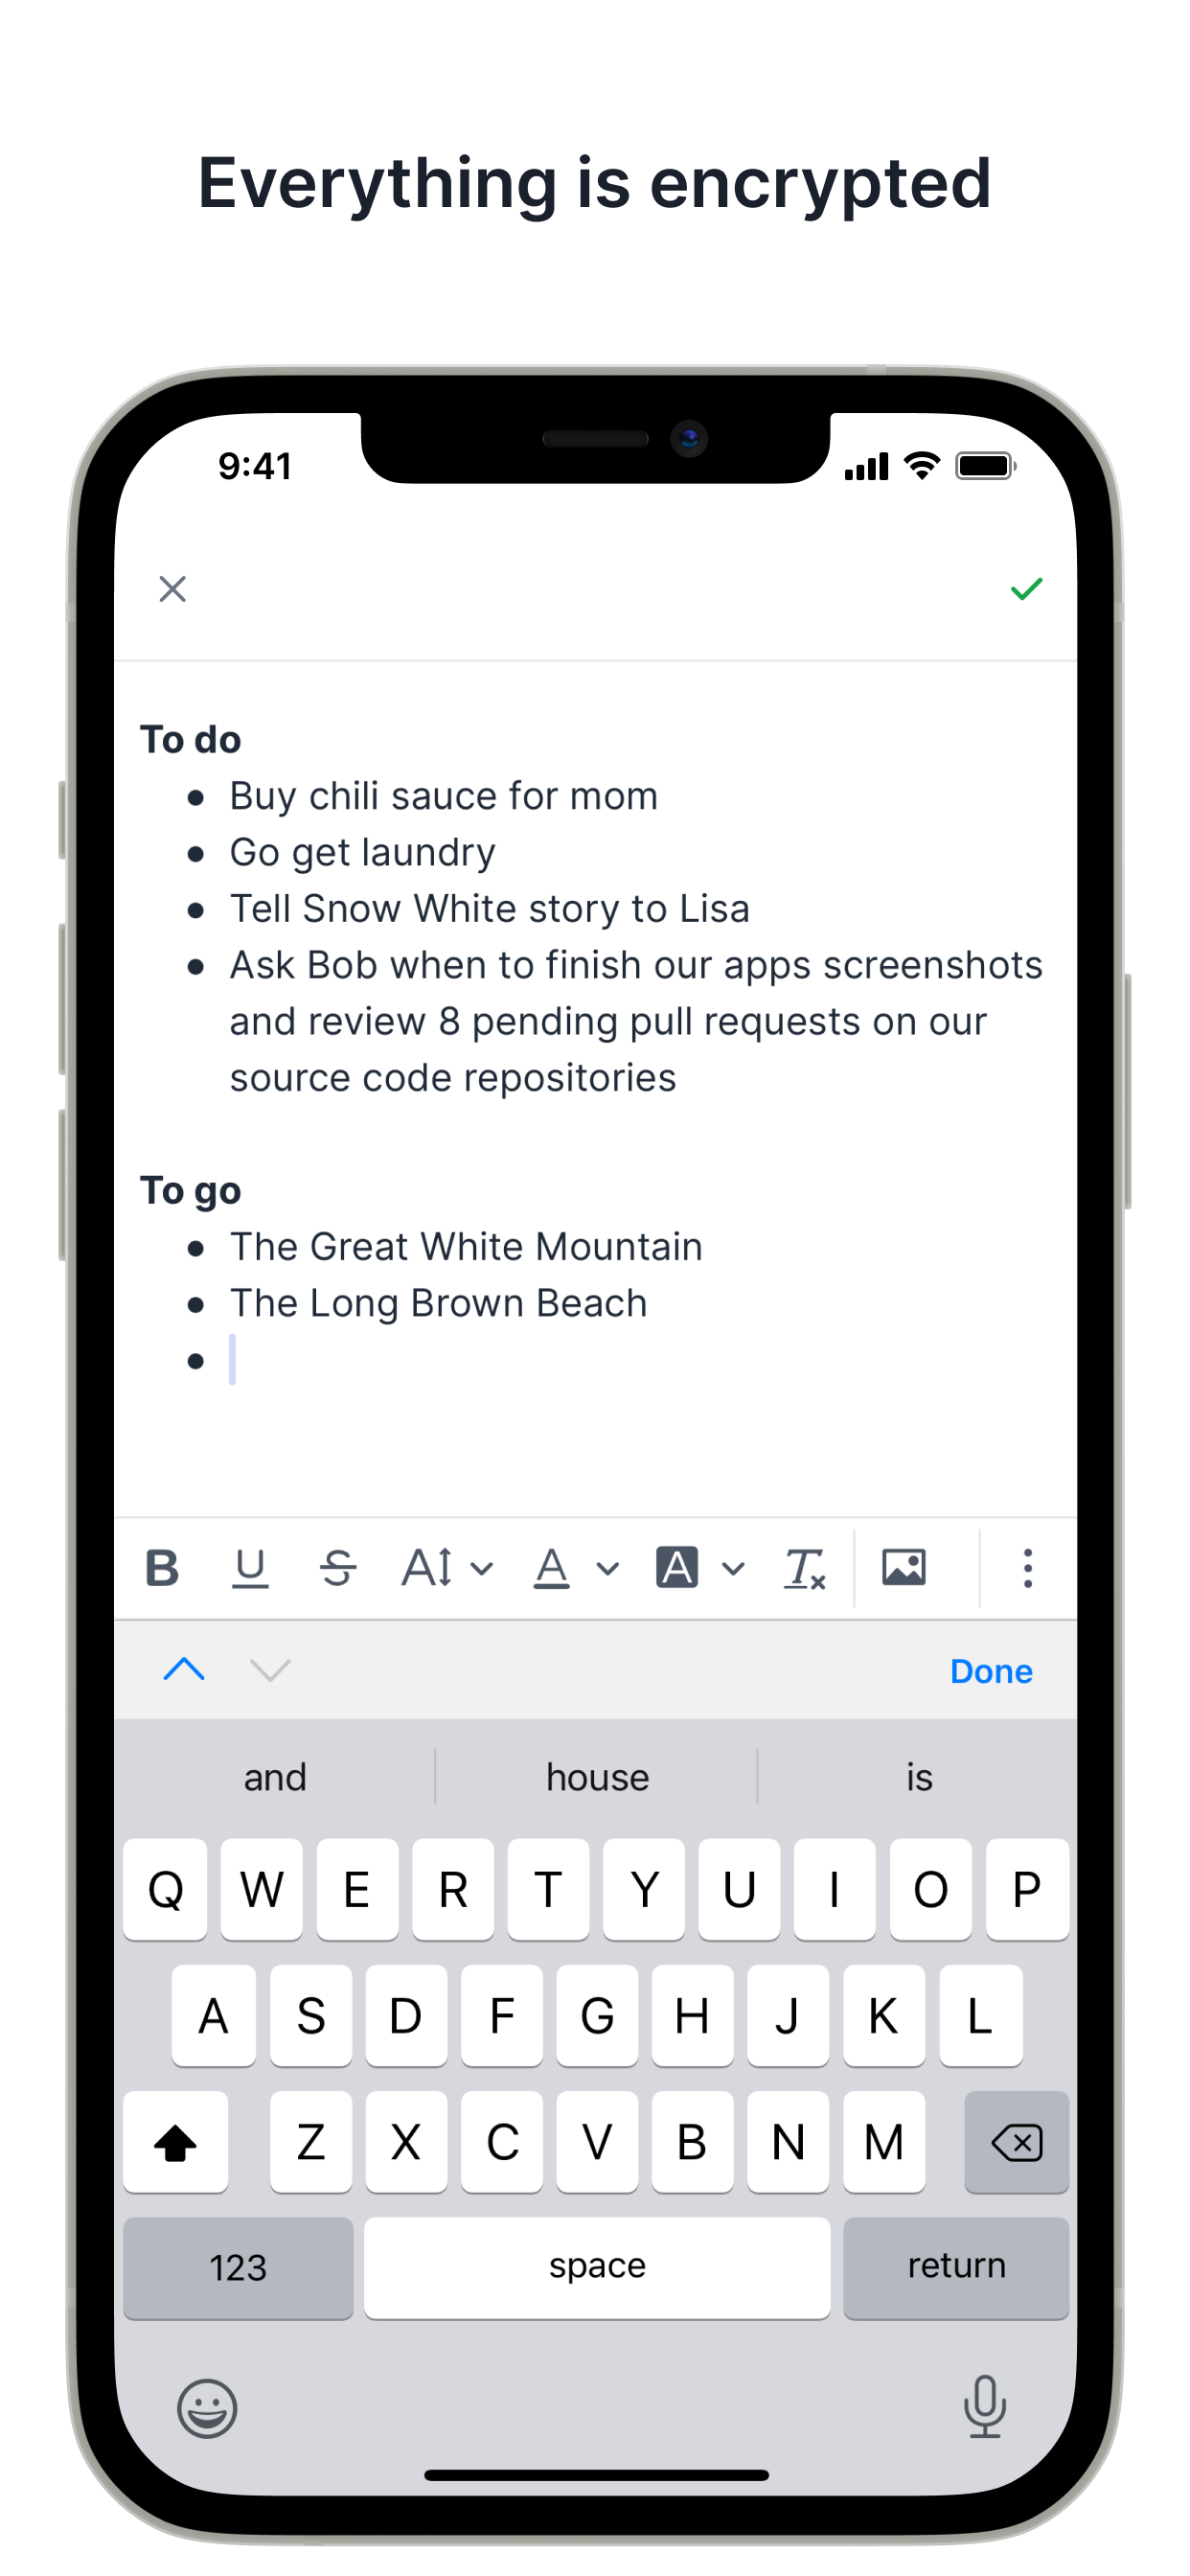 Everything is encrypted
9:41
To do
• Buy chili sauce for mom
• Go get laundry
• Tell Snow White story to Lisa
• Ask Bob when to finish our apps screenshots
and review 8 pending pull requests on our
source code repositories
To go
• The Great White Mountain
• The Long Brown Beach
•
B U S A A A T
Done
and house is
Q W E R T Y U I O P
A S D F G H J K L
Z X C V B N M
123 space return